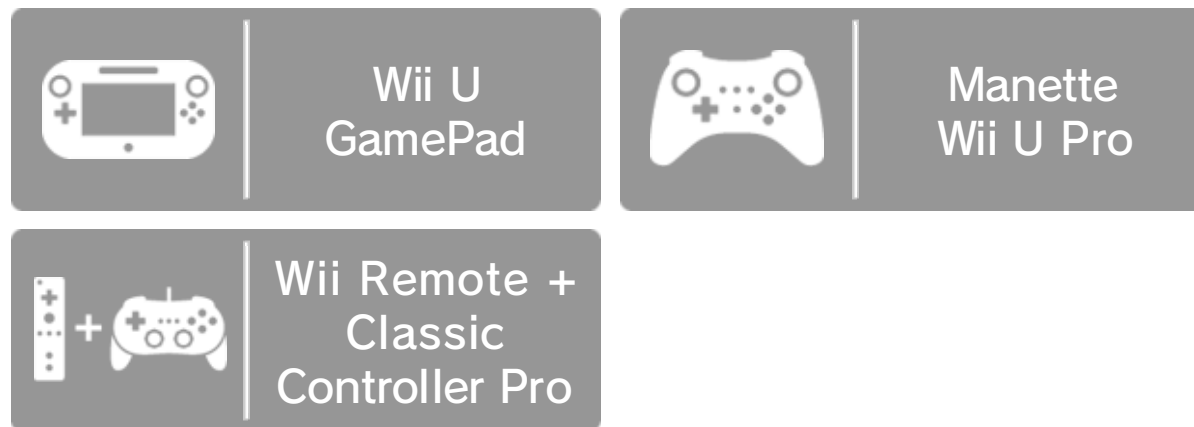 Wii U
GamePad
Manette
Wii U Pro
Wii Remote +
Classic
Controller Pro